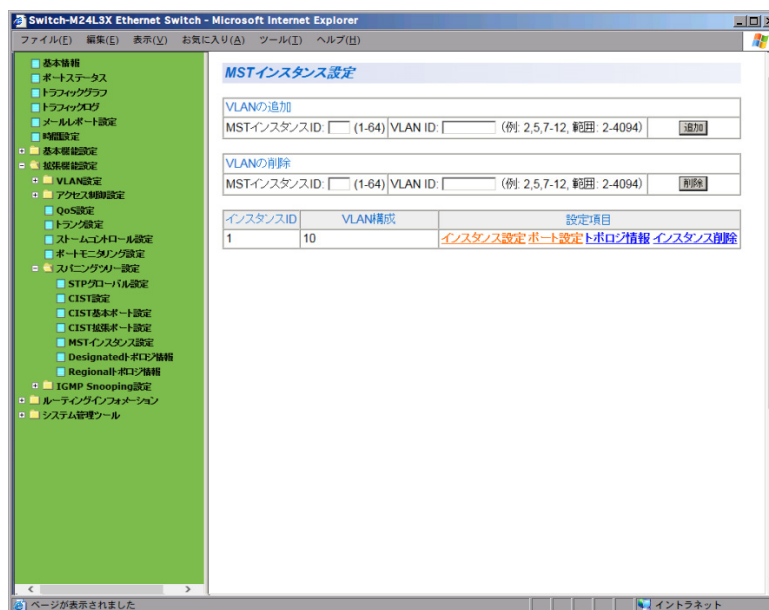 Switch-M24L3X Ethernet Switch - Microsoft Internet Explorer
ファイル(F) 編集(E) 表示(V) お気に入り(A) ツール(T) ヘルプ(H)
基本情報
ポートステータス
トラフィックグラフ
トラフィックログ
メールレポート設定
時間設定
基本機能設定
拡張機能設定
VLAN設定
アクセス制御設定
QoS設定
トランク設定
ストームコントロール設定
ポートモニタリング設定
スパニングツリー設定
STPグローバル設定
CIST設定
CIST基本ポート設定
CIST拡張ポート設定
MSTインスタンス設定
Designatedトポロジ情報
Regionalトポロジ情報
IGMP Snooping設定
ルーティングインフォメーション
システム管理ツール
MSTインスタンス設定
VLANの追加
MSTインスタンスID: (1-64) VLAN ID: (例: 2,5,7-12, 範囲: 2-4094) 追加
VLANの削除
MSTインスタンスID: (1-64) VLAN ID: (例: 2,5,7-12, 範囲: 2-4094) 削除
インスタンスID VLAN構成 設定項目
1 10 インスタンス設定 ポート設定 トポロジ情報 インスタンス削除
ページが表示されました イントラネット